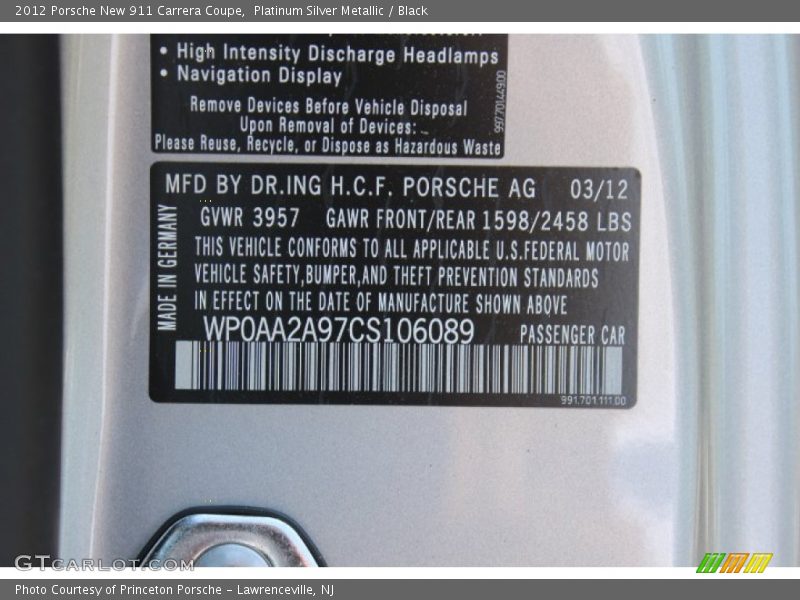 2012 Porsche New 911 Carrera Coupe,  Platinum Silver Metallic / Black
• High Intensity Discharge Headlamps
• Navigation Display
Remove Devices Before Vehicle Disposal
Upon Removal of Devices:
Please Reuse, Recycle, or Dispose as Hazardous Waste
99770144900
MFD BY DR.ING H.C.F. PORSCHE AG 03/12
GVWR 3957 GAWR FRONT/REAR 1598/2458 LBS
THIS VEHICLE CONFORMS TO ALL APPLICABLE U.S.FEDERAL MOTOR
VEHICLE SAFETY,BUMPER,AND THEFT PREVENTION STANDARDS
IN EFFECT ON THE DATE OF MANUFACTURE SHOWN ABOVE
MADE IN GERMANY
WP0AA2A97CS106089 PASSENGER CAR
991.701.111.00
GTcarlot.com
Photo Courtesy of Princeton Porsche - Lawrenceville, NJ